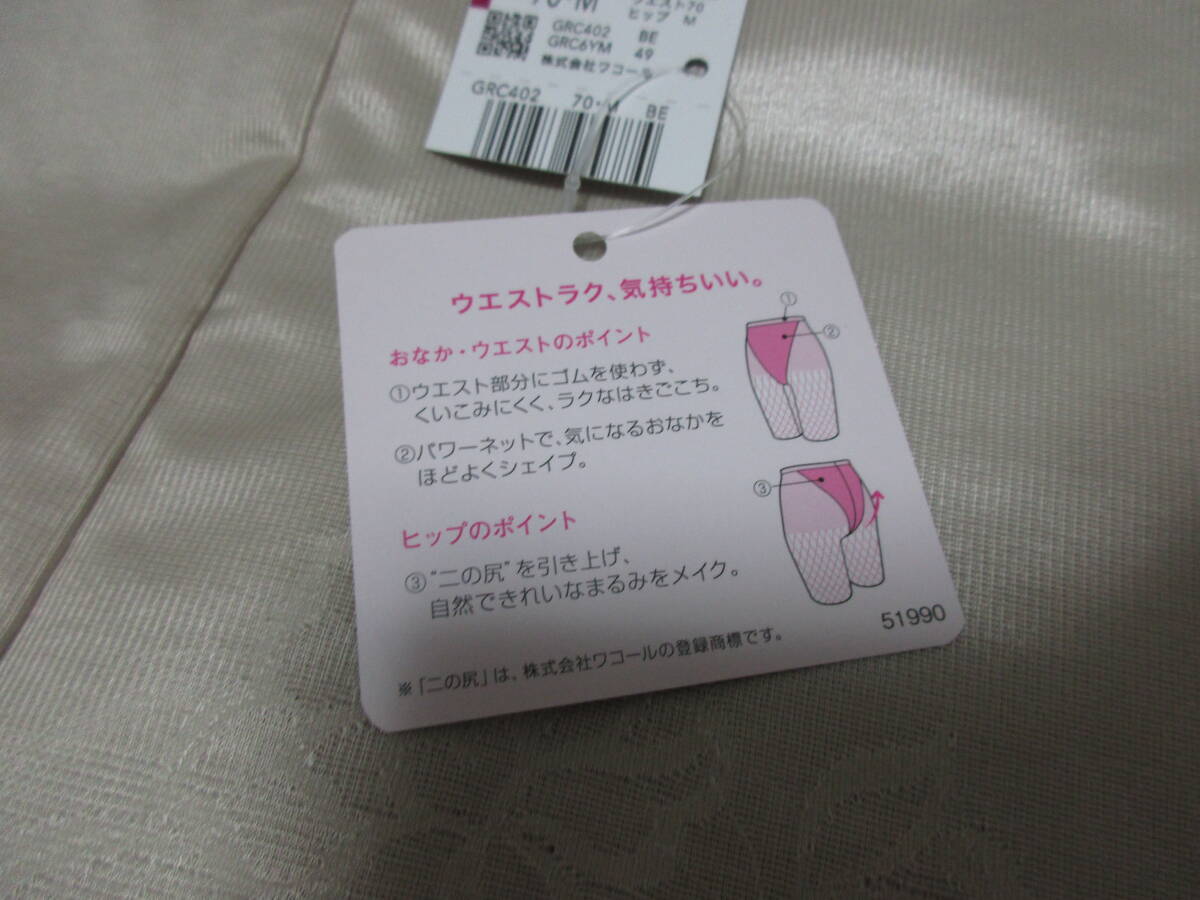 70・M
ウエスト70
ヒップ M
GRC402 BE
GRC6YM 49
株式会社ワコール
GRC402 70・M BE
ウエストラク、気持ちいい。
おなか・ウエストのポイント
①ウエスト部分にゴムを使わず、
くいこみにくく、ラクなはきごこち。
②パワーネットで、気になるおなかを
ほどよくシェイプ。
ヒップのポイント
③“二の尻”を引き上げ、
自然できれいなまるみをメイク。
※「二の尻」は、株式会社ワコールの登録商標です。
①
②
③
51990